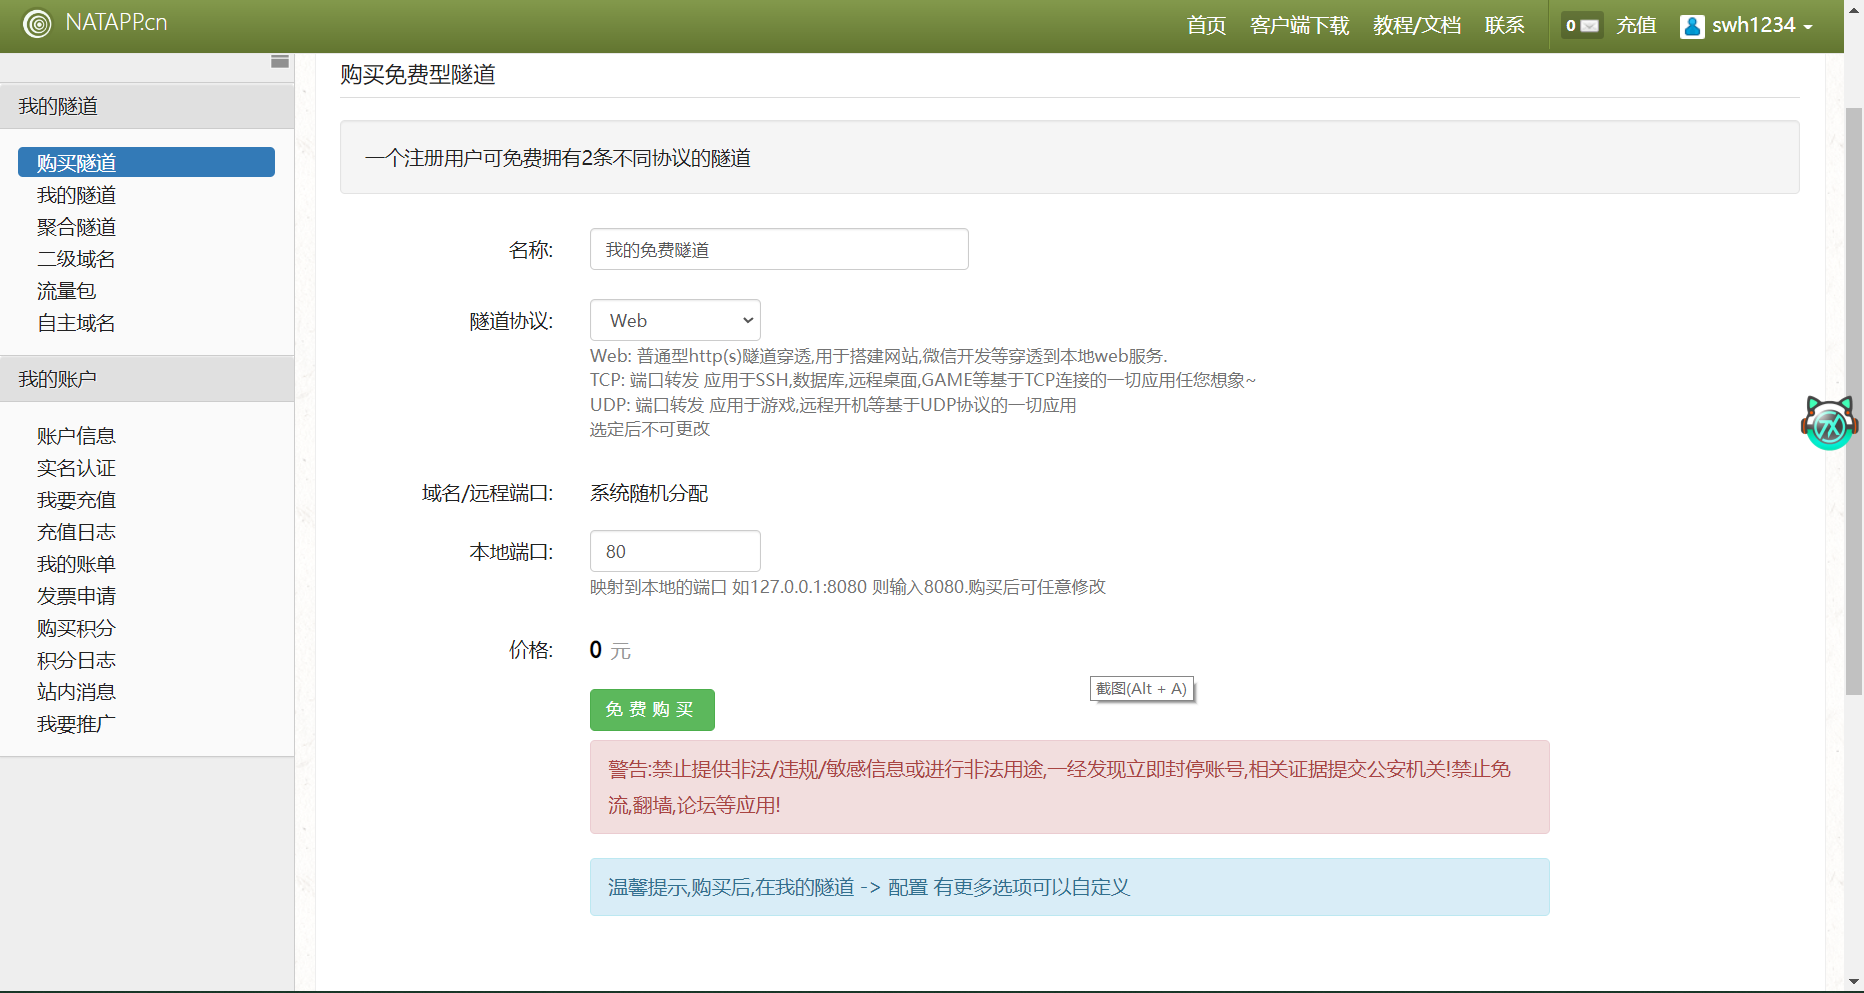 NATAPP.cn
首页 客户端下载 教程/文档 联系 0 充值 swh1234
我的隧道
购买隧道
我的隧道
聚合隧道
二级域名
流量包
自主域名
我的账户
账户信息
实名认证
我要充值
充值日志
我的账单
发票申请
购买积分
积分日志
站内消息
我要推广
购买免费型隧道
一个注册用户可免费拥有2条不同协议的隧道
名称: 我的免费隧道
隧道协议: Web
Web: 普通型http(s)隧道穿透,用于搭建网站,微信开发等穿透到本地web服务.
TCP: 端口转发 应用于SSH,数据库,远程桌面,GAME等基于TCP连接的一切应用任您想象~
UDP: 端口转发 应用于游戏,远程开机等基于UDP协议的一切应用
选定后不可更改
域名/远程端口: 系统随机分配
本地端口: 80
映射到本地的端口 如127.0.0.1:8080 则输入8080.购买后可任意修改
价格: 0 元
截图(Alt + A)
免费购买
警告:禁止提供非法/违规/敏感信息或进行非法用途,一经发现立即封停账号,相关证据提交公安机关!禁止免
流,翻墙,论坛等应用!
温馨提示,购买后,在我的隧道 -> 配置 有更多选项可以自定义